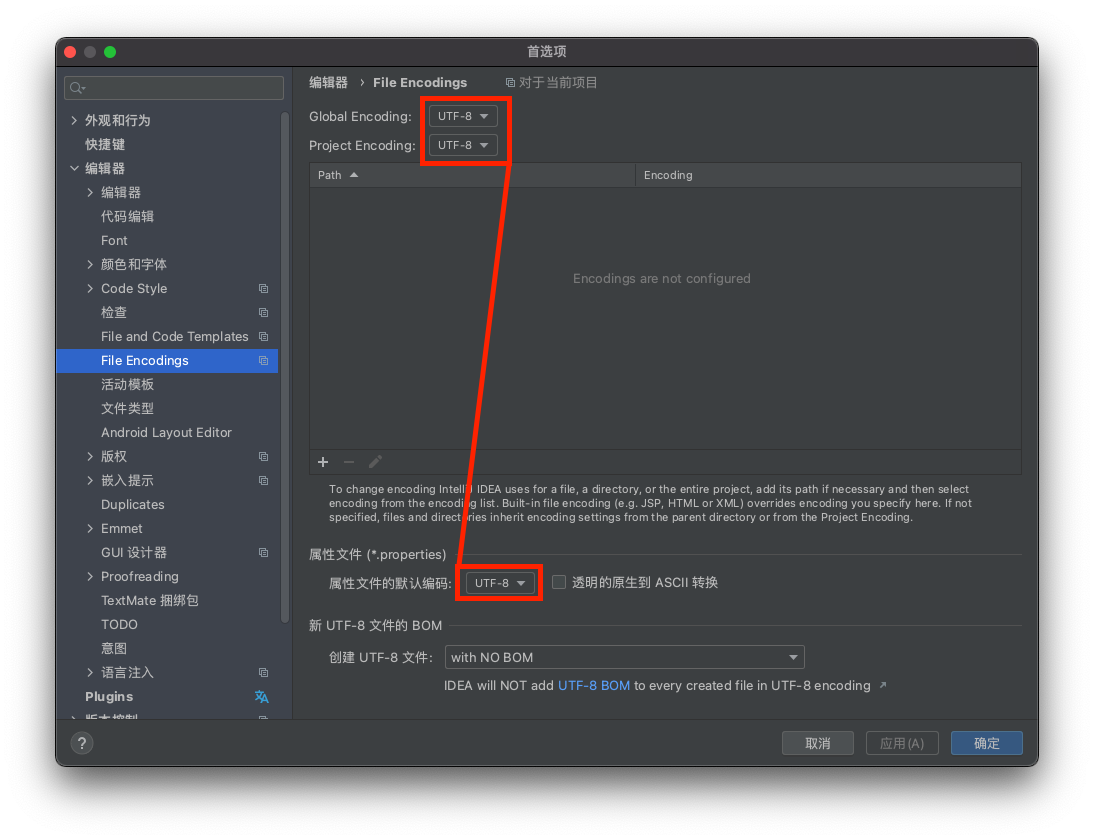 首选项
编辑器 › File Encodings 对于当前项目
外观和行为
快捷键
编辑器
编辑器
代码编辑
Font
颜色和字体
Code Style
检查
File and Code Templates
File Encodings
活动模板
文件类型
Android Layout Editor
版权
嵌入提示
Duplicates
Emmet
GUI 设计器
Proofreading
TextMate 捆绑包
TODO
意图
语言注入
Plugins
版本控制
Global Encoding: UTF-8
Project Encoding: UTF-8
Path Encoding
Encodings are not configured
To change encoding IntelliJ IDEA uses for a file, a directory, or the entire project, add its path if necessary and then select
encoding from the encoding list. Built-in file encoding (e.g. JSP, HTML or XML) overrides encoding you specify here. If not
specified, files and directories inherit encoding settings from the parent directory or from the Project Encoding.
属性文件 (*.properties)
属性文件的默认编码: UTF-8 透明的原生到 ASCII 转换
新 UTF-8 文件的 BOM
创建 UTF-8 文件: with NO BOM
IDEA will NOT add UTF-8 BOM to every created file in UTF-8 encoding ↗
? 取消 应用(A) 确定